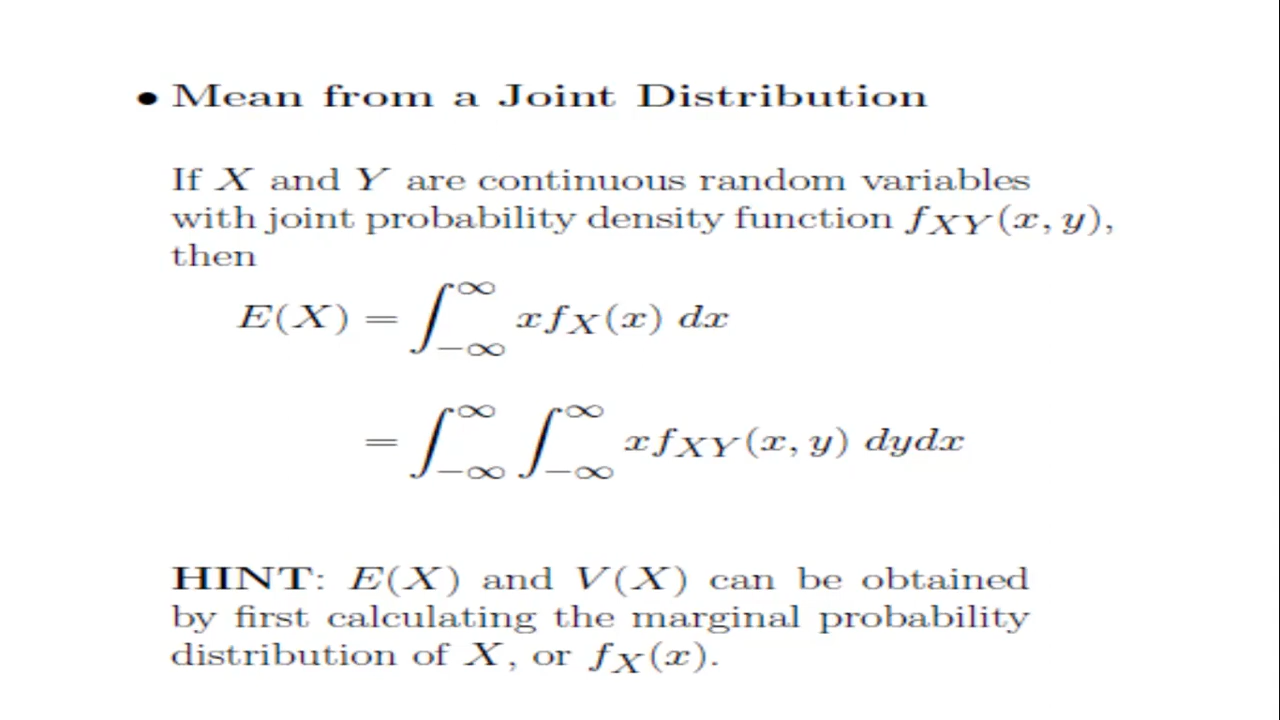 • Mean from a Joint Distribution
If X and Y are continuous random variables
with joint probability density function f_{XY}(x, y),
then
E(X) = ∫_{−∞}^{∞} x f_X(x) dx
= ∫_{−∞}^{∞} ∫_{−∞}^{∞} x f_{XY}(x, y) dydx
HINT: E(X) and V(X) can be obtained
by first calculating the marginal probability
distribution of X, or f_X(x).